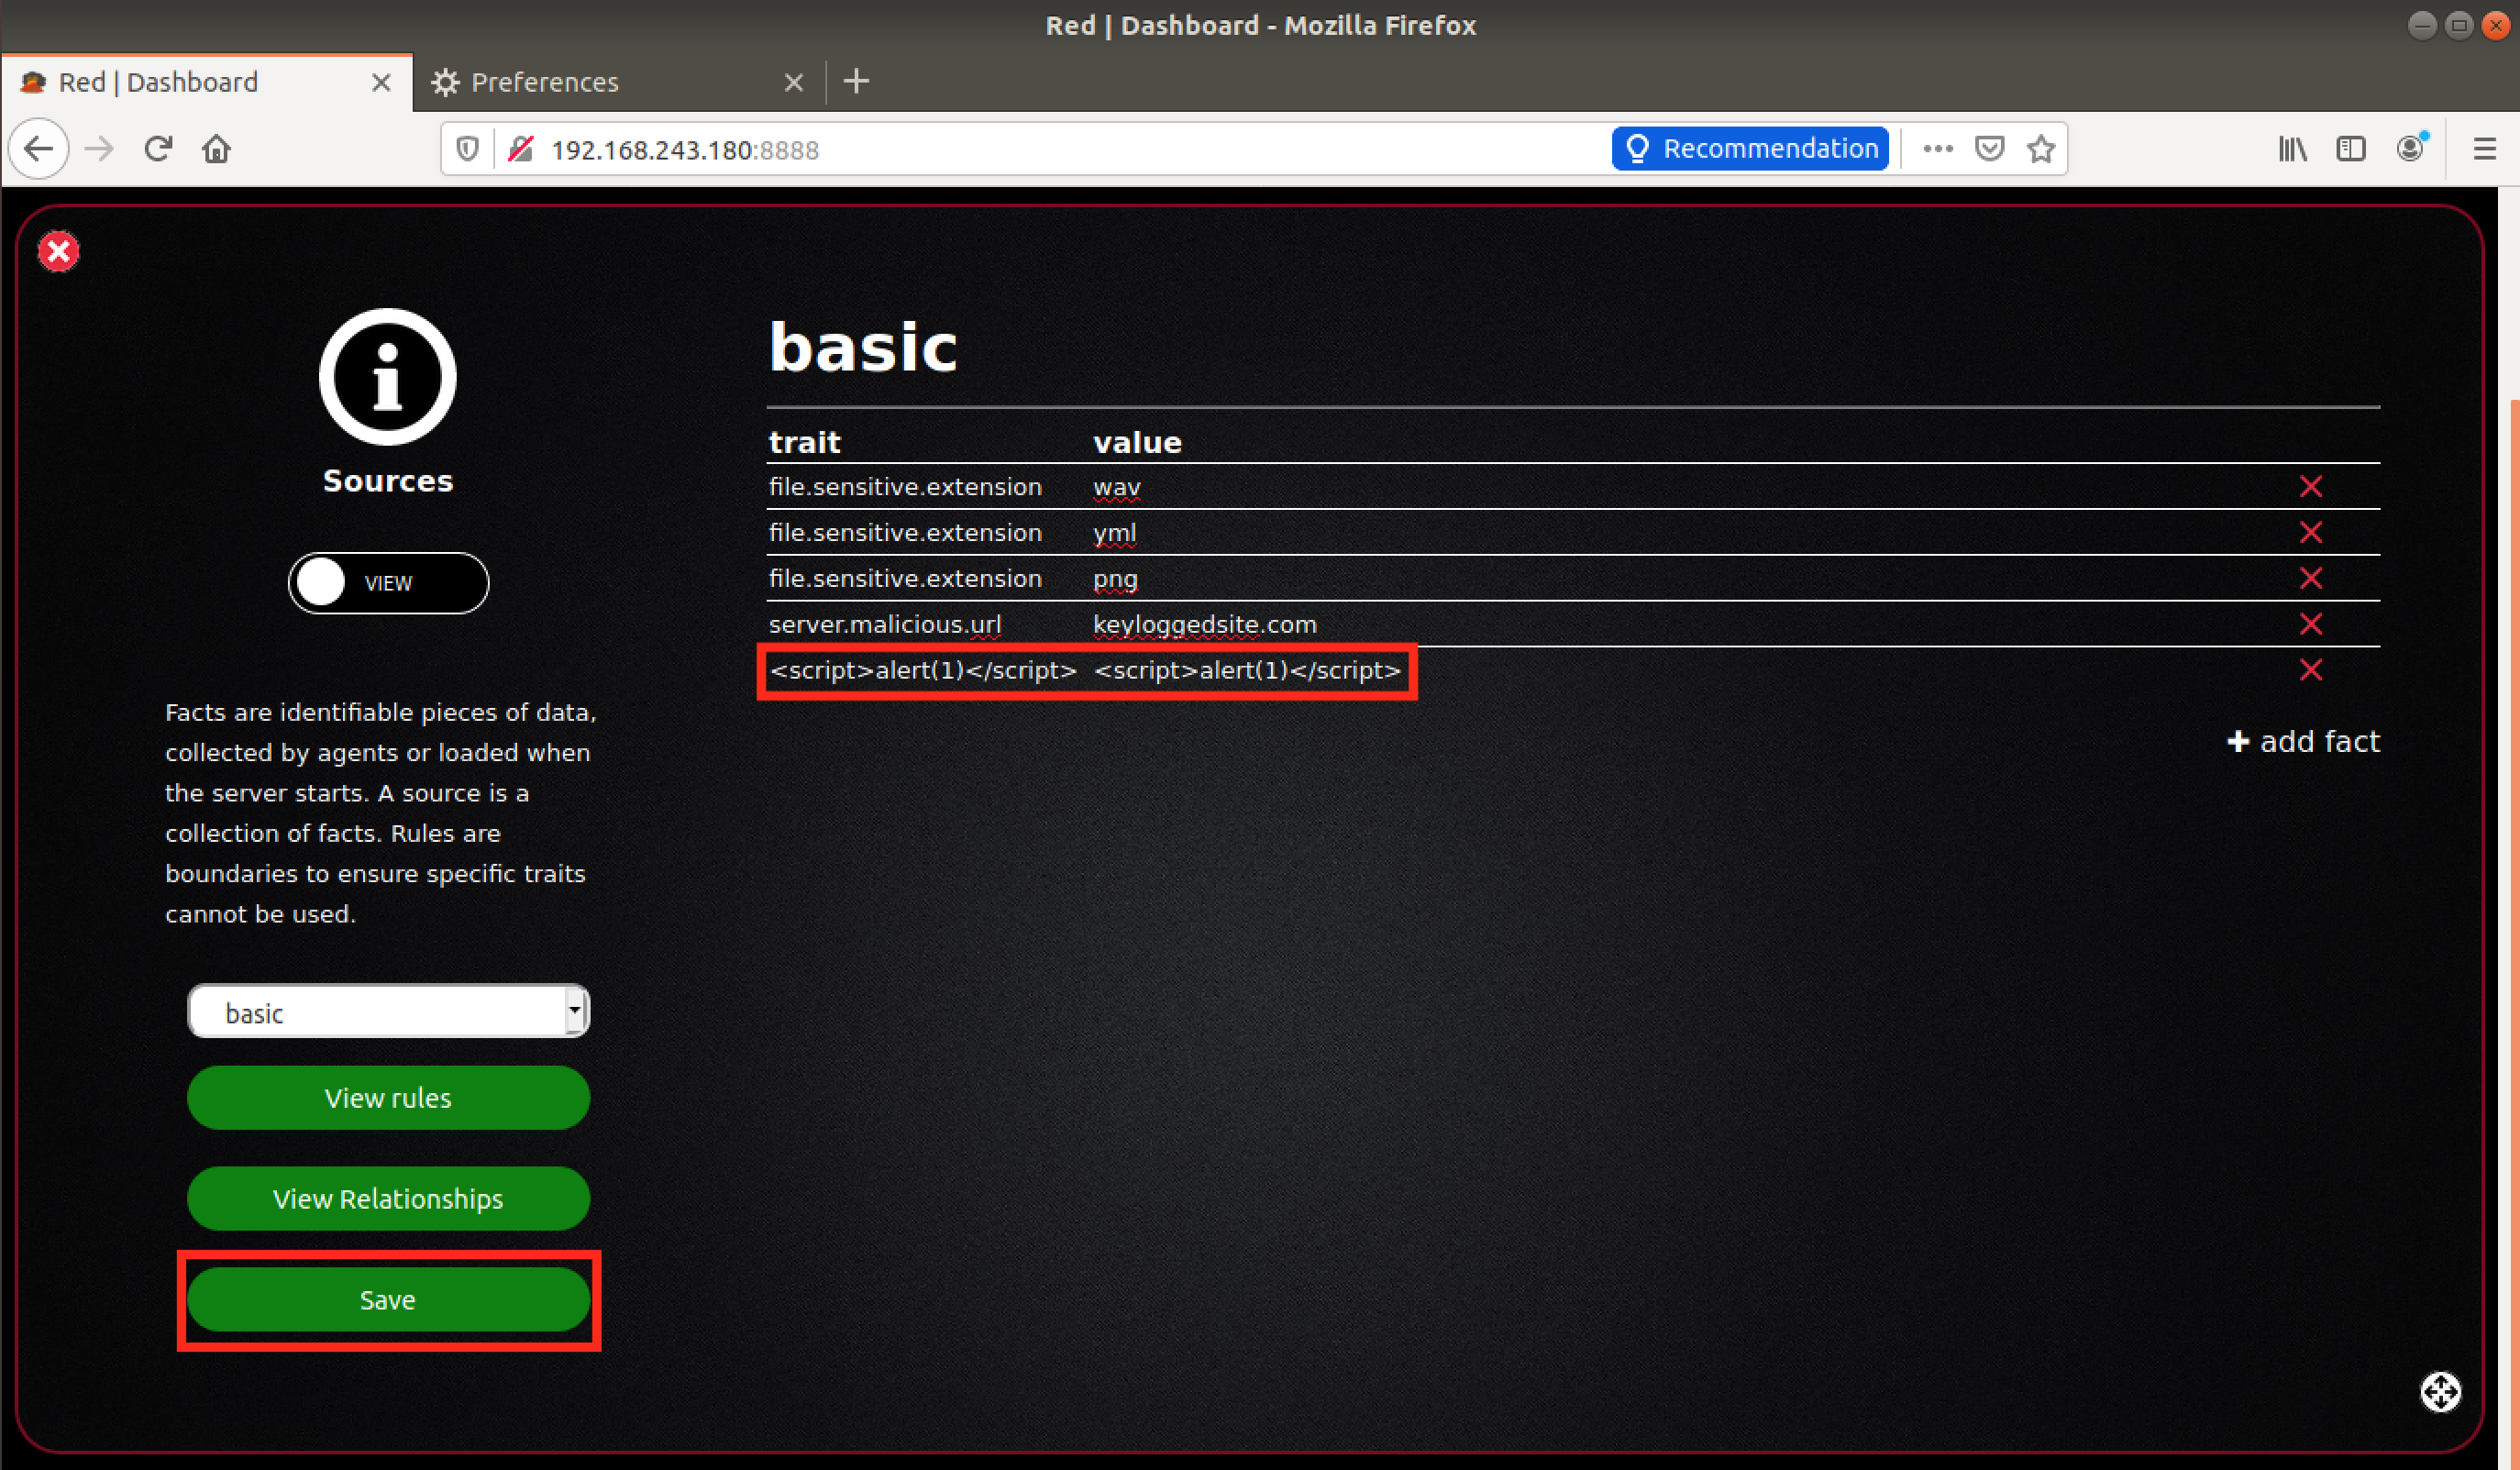 Red | Dashboard - Mozilla Firefox
Red | Dashboard
Preferences
192.168.243.180:8888
Recommendation
Sources
VIEW
Facts are identifiable pieces of data,
collected by agents or loaded when
the server starts. A source is a
collection of facts. Rules are
boundaries to ensure specific traits
cannot be used.
basic
View rules
View Relationships
Save
basic
trait value
file.sensitive.extension wav
file.sensitive.extension yml
file.sensitive.extension png
server.malicious.url keyloggedsite.com
<script>alert(1)</script> <script>alert(1)</script>
+ add fact